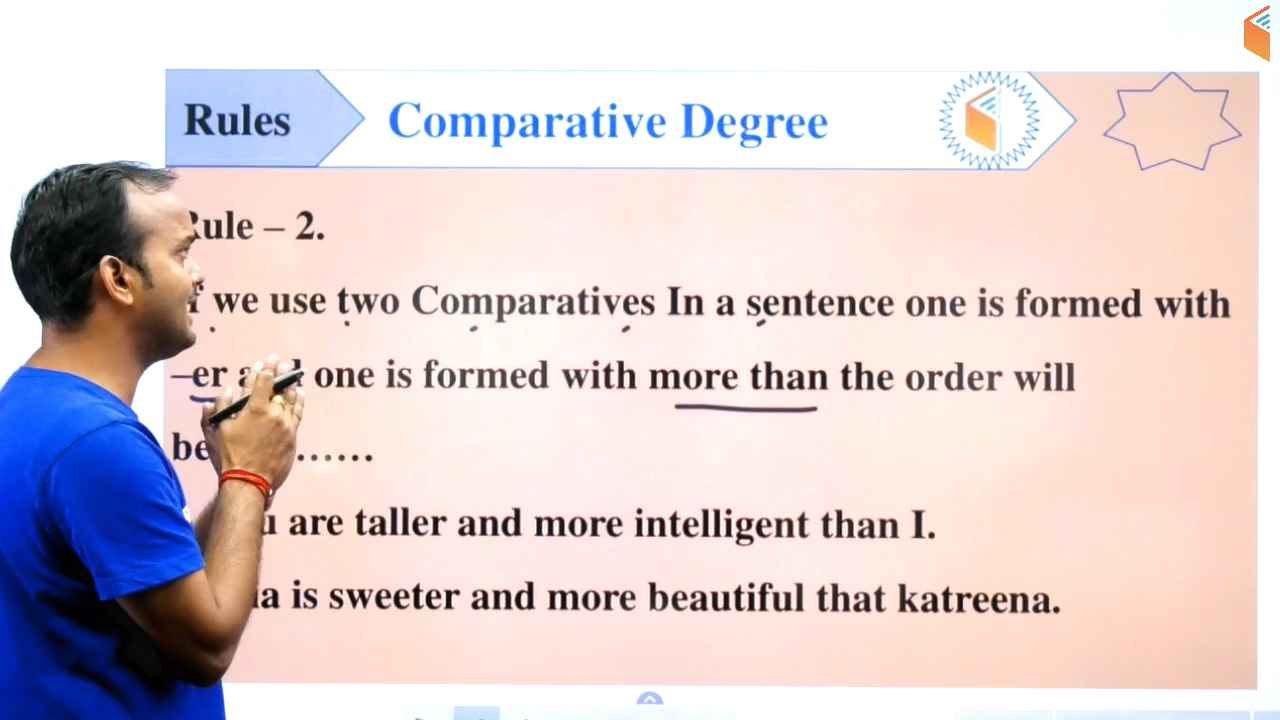 Rules
Comparative Degree
Rule – 2.
we use two Comparatives In a sentence one is formed with
–er one is formed with more than the order will
be ......
are taller and more intelligent than I.
is sweeter and more beautiful that katreena.